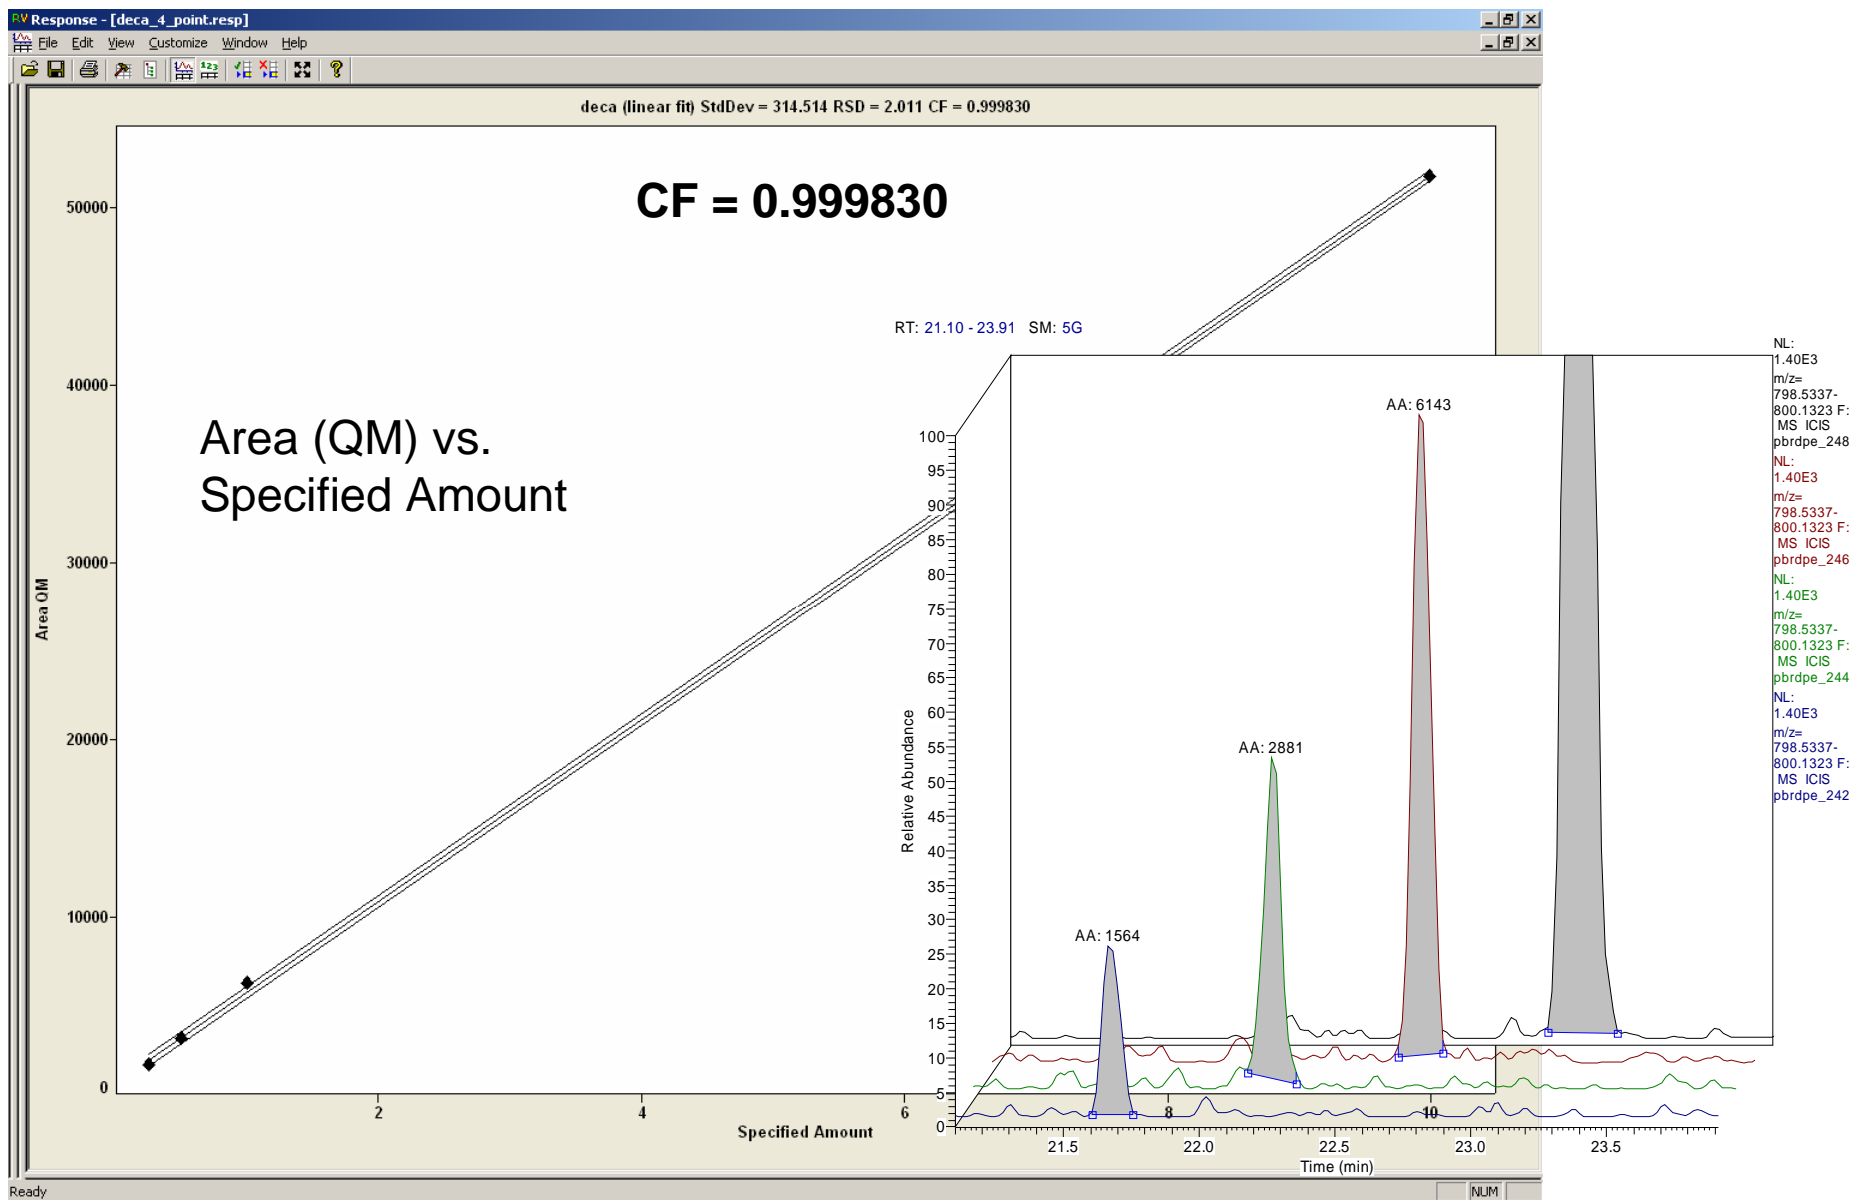 RV Response - [deca_4_point.resp]
File Edit View Customize Window Help
deca (linear fit) StdDev = 314.514 RSD = 2.011 CF = 0.999830
CF = 0.999830
Area (QM) vs.
Specified Amount
50000
40000
30000
20000
10000
0
Area QM
2
4
6
8
10
Specified Amount
RT: 21.10 - 23.91 SM: 5G
100
95
90
85
80
75
70
65
60
55
50
45
40
35
30
25
20
15
10
5
0
Relative Abundance
AA: 1564
AA: 2881
AA: 6143
21.5
22.0
22.5
23.0
23.5
Time (min)
NL:
1.40E3
m/z=
798.5337-
800.1323 F:
MS ICIS
pbrdpe_248
NL:
1.40E3
m/z=
798.5337-
800.1323 F:
MS ICIS
pbrdpe_246
NL:
1.40E3
m/z=
798.5337-
800.1323 F:
MS ICIS
pbrdpe_244
NL:
1.40E3
m/z=
798.5337-
800.1323 F:
MS ICIS
pbrdpe_242
Ready
NUM